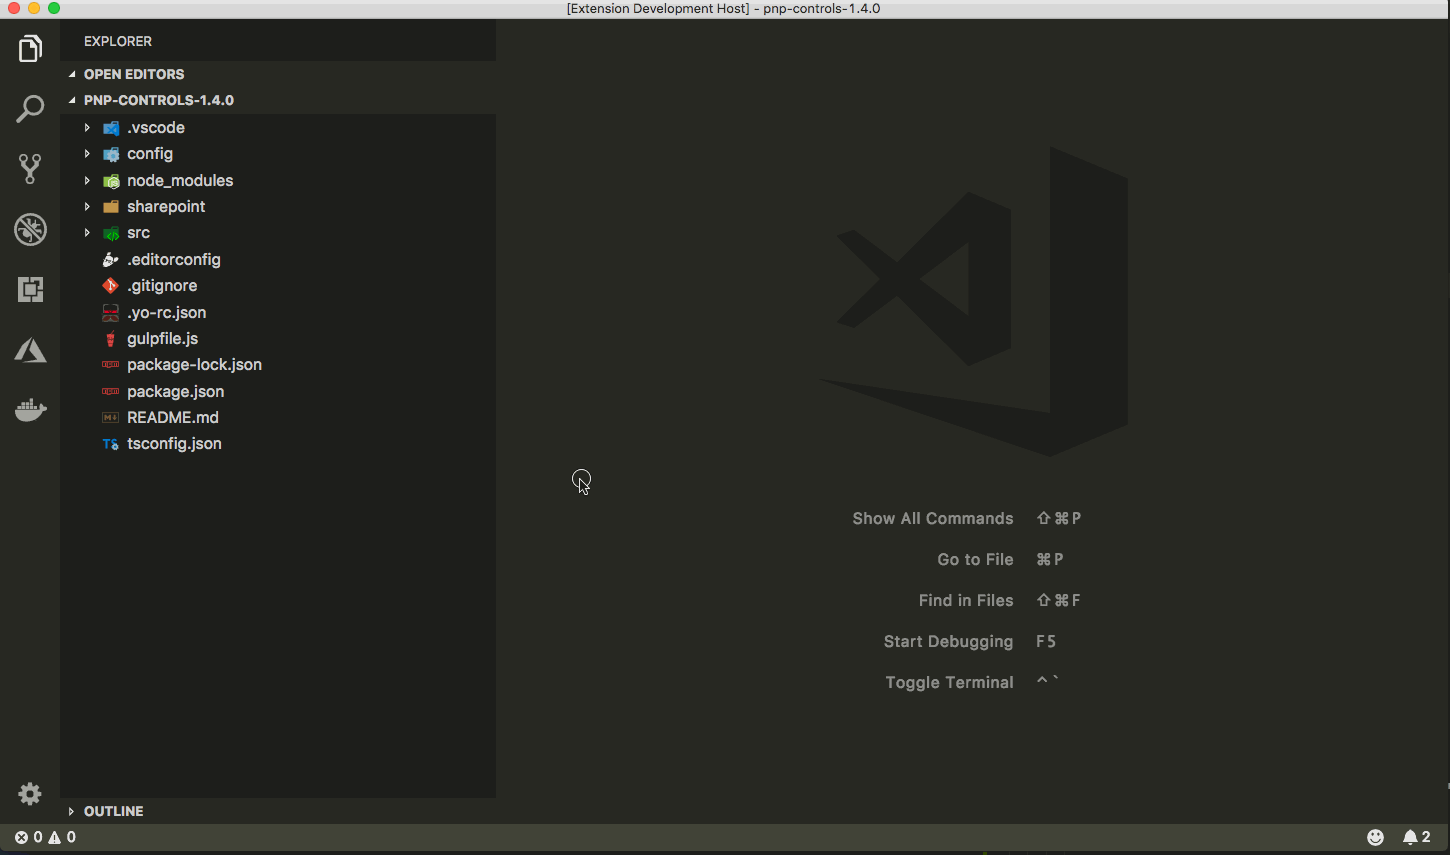 [Extension Development Host] - pnp-controls-1.4.0
EXPLORER
OPEN EDITORS
PNP-CONTROLS-1.4.0
.vscode
config
node_modules
sharepoint
src
.editorconfig
.gitignore
.yo-rc.json
gulpfile.js
package-lock.json
package.json
README.md
tsconfig.json
OUTLINE
Show All Commands ⇧⌘P
Go to File ⌘P
Find in Files ⇧⌘F
Start Debugging F5
Toggle Terminal ^`
0 0
2